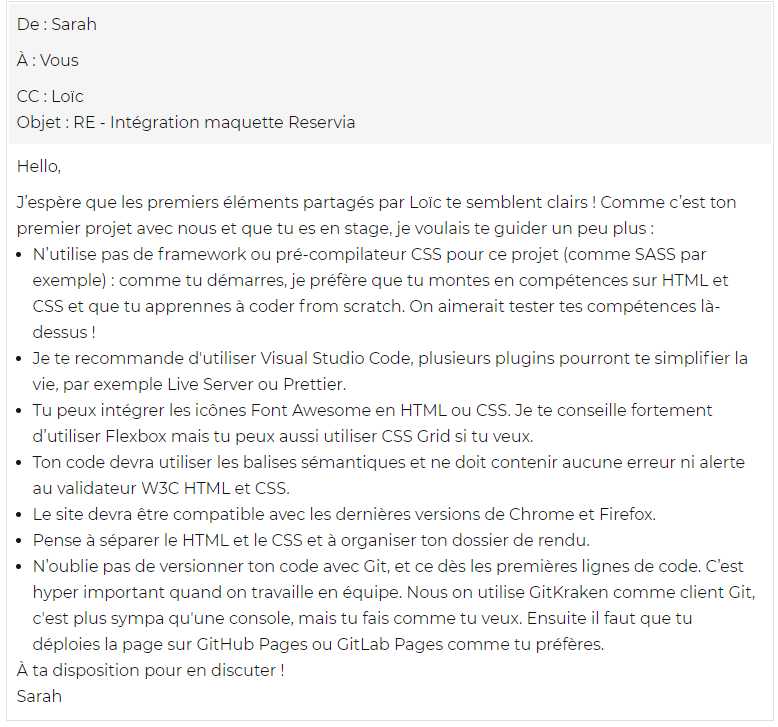 De : Sarah
À : Vous
CC : Loïc
Objet : RE - Intégration maquette Reservia
Hello,
J’espère que les premiers éléments partagés par Loïc te semblent clairs ! Comme c’est ton
premier projet avec nous et que tu es en stage, je voulais te guider un peu plus :
• N’utilise pas de framework ou pré-compilateur CSS pour ce projet (comme SASS par
exemple) : comme tu démarres, je préfère que tu montes en compétences sur HTML et
CSS et que tu apprennes à coder from scratch. On aimerait tester tes compétences là-
dessus !
• Je te recommande d'utiliser Visual Studio Code, plusieurs plugins pourront te simplifier la
vie, par exemple Live Server ou Prettier.
• Tu peux intégrer les icônes Font Awesome en HTML ou CSS. Je te conseille fortement
d’utiliser Flexbox mais tu peux aussi utiliser CSS Grid si tu veux.
• Ton code devra utiliser les balises sémantiques et ne doit contenir aucune erreur ni alerte
au validateur W3C HTML et CSS.
• Le site devra être compatible avec les dernières versions de Chrome et Firefox.
• Pense à séparer le HTML et le CSS et à organiser ton dossier de rendu.
• N’oublie pas de versionner ton code avec Git, et ce dès les premières lignes de code. C’est
hyper important quand on travaille en équipe. Nous on utilise GitKraken comme client Git,
c'est plus sympa qu'une console, mais tu fais comme tu veux. Ensuite il faut que tu
déploies la page sur GitHub Pages ou GitLab Pages comme tu préfères.
À ta disposition pour en discuter !
Sarah